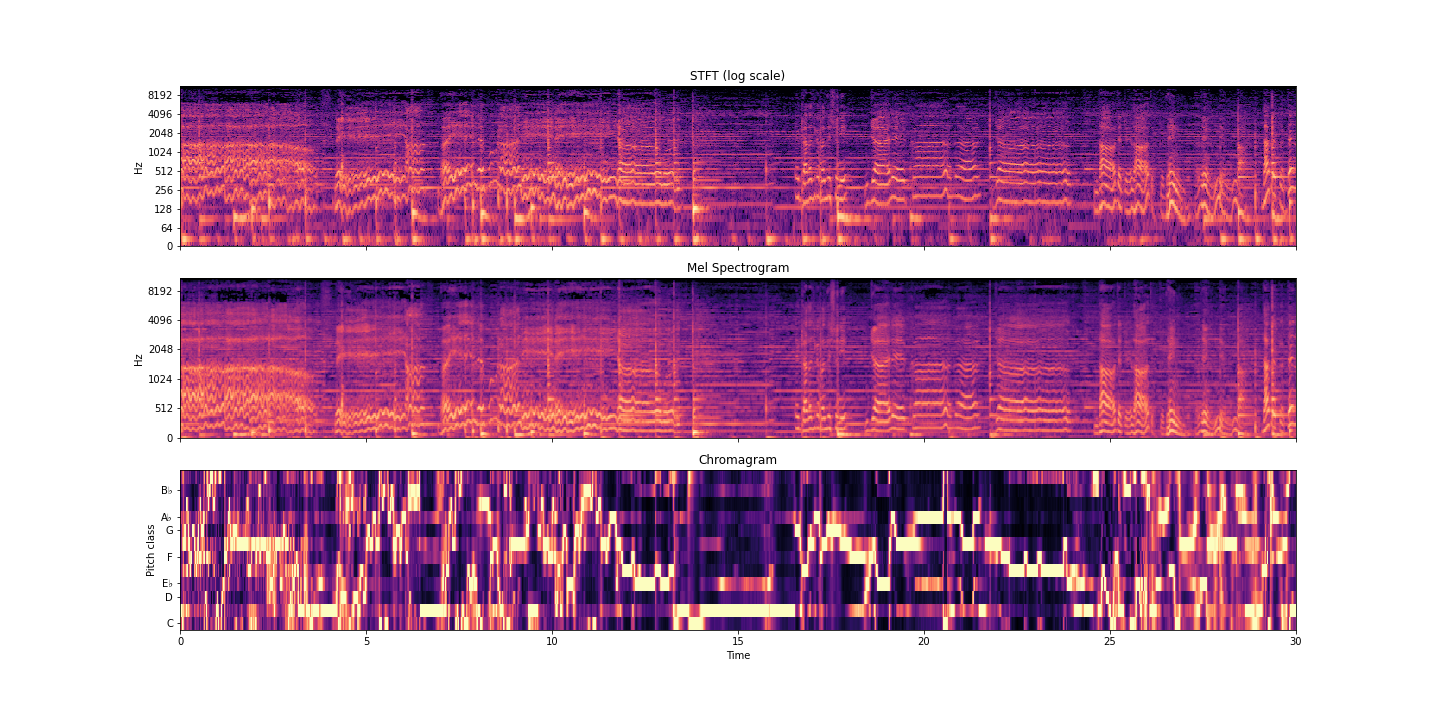 STFT (log scale)
8192
4096
2048
1024
512
256
128
64
0
Hz
Mel Spectrogram
8192
4096
2048
1024
512
0
Hz
Chromagram
B♭
A♭
G
F
E♭
D
C
Pitch class
0 5 10 15 20 25 30
Time